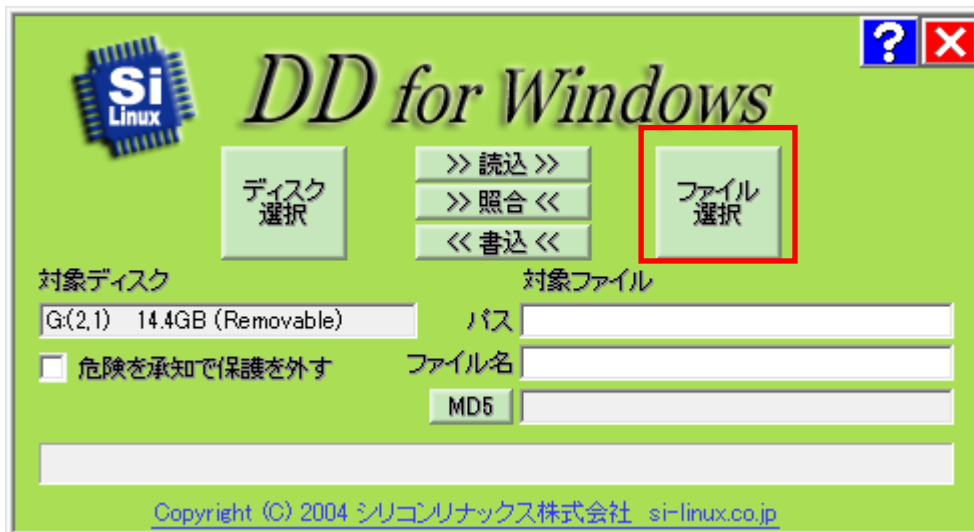 Si
Linux
DD for Windows
?
ディスク
選択
>> 読込 >>
>> 照合 <<
<< 書込 <<
ファイル
選択
対象ディスク
対象ファイル
G:(2,1) 14.4GB (Removable)
パス
危険を承知で保護を外す
ファイル名
MD5
Copyright (C) 2004 シリコンリナックス株式会社 si-linux.co.jp